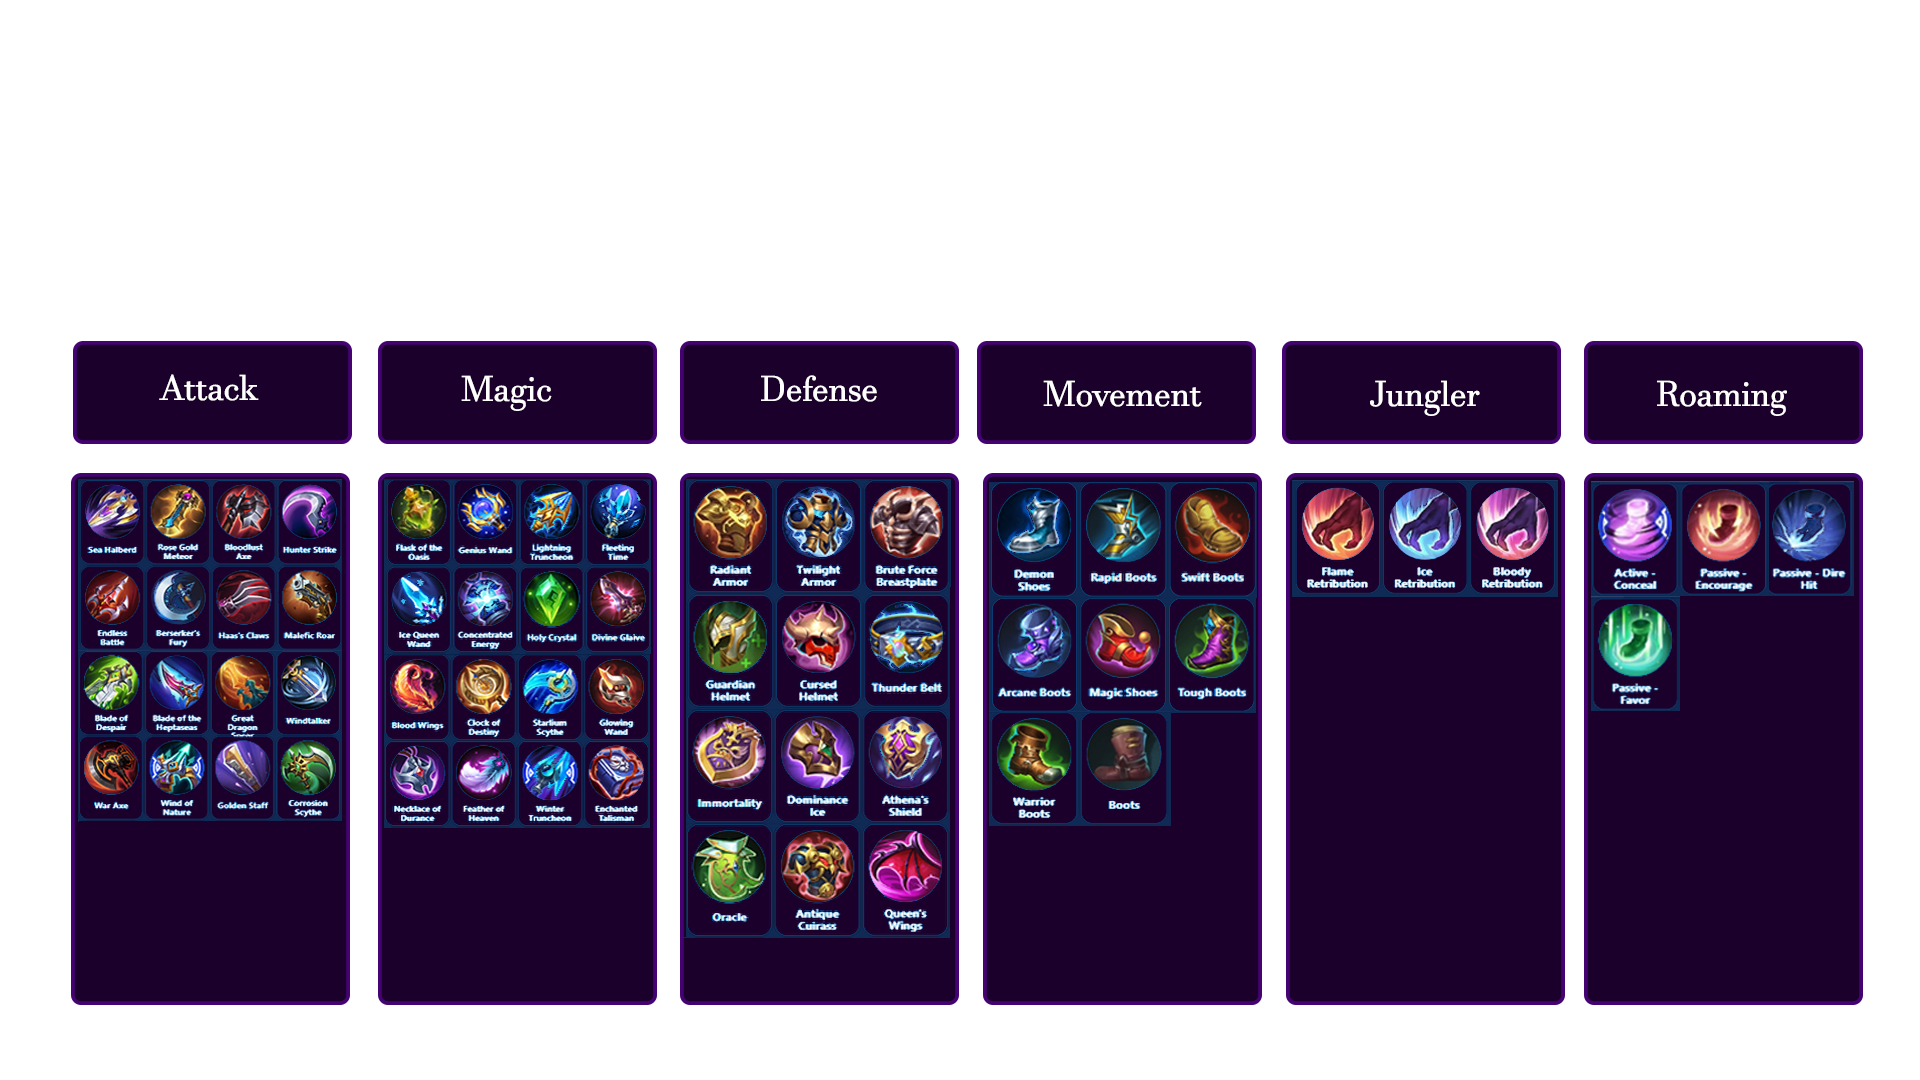 Attack
Magic
Defense
Movement
Jungler
Roaming
Sea Halberd
Rose Gold
Meteor
Bloodlust
Axe
Hunter Strike
Endless
Battle
Berserker's
Fury
Haas's Claws
Malefic Roar
Blade of
Despair
Blade of the
Heptaseas
Great
Dragon
Windtalker
War Axe
Wind of
Nature
Golden Staff
Corrosion
Scythe
Flask of the
Oasis
Genius Wand
Lightning
Truncheon
Fleeting
Time
Ice Queen
Wand
Concentrated
Energy
Holy Crystal
Divine Glaive
Blood Wings
Clock of
Destiny
Starlium
Scythe
Glowing
Wand
Necklace of
Durance
Feather of
Heaven
Winter
Truncheon
Enchanted
Talisman
Radiant
Armor
Twilight
Armor
Brute Force
Breastplate
Guardian
Helmet
Cursed
Helmet
Thunder Belt
Immortality
Dominance
Ice
Athena's
Shield
Oracle
Antique
Cuirass
Queen's
Wings
Demon
Shoes
Rapid Boots
Swift Boots
Arcane Boots
Magic Shoes
Tough Boots
Warrior
Boots
Boots
Flame
Retribution
Ice
Retribution
Bloody
Retribution
Active -
Conceal
Passive -
Encourage
Passive - Dire
Hit
Passive -
Favor